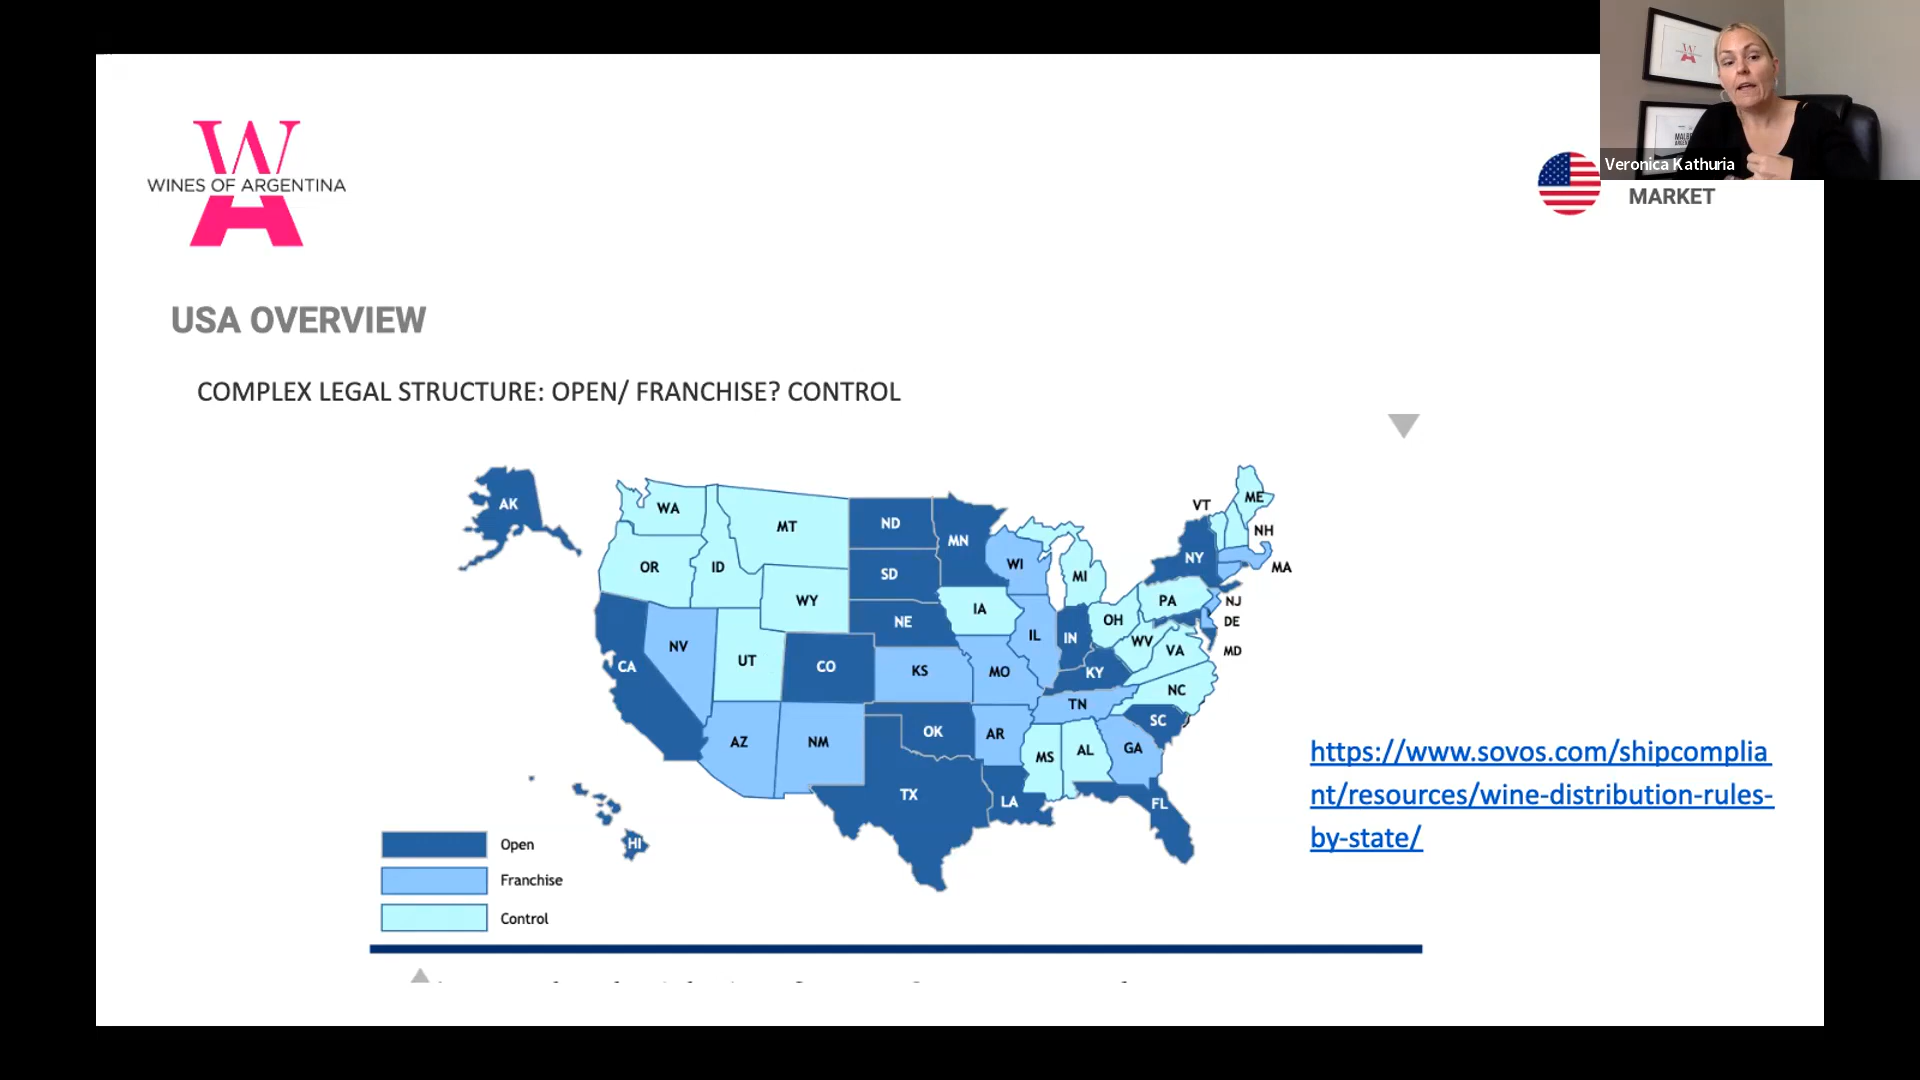 W
WINES OF ARGENTINA
A
Veronica Kathuria
MARKET
USA OVERVIEW
COMPLEX LEGAL STRUCTURE: OPEN/ FRANCHISE? CONTROL
AK
WA
MT
ND
MN
VT
ME
NH
OR
ID
WY
SD
WI
MI
NY
MA
IA
PA
NJ
NE
OH
DE
CA
NV
UT
CO
KS
MO
IL
IN
WV
VA
MD
KY
NC
TN
AZ
NM
OK
AR
SC
MS
AL
GA
TX
LA
FL
HI
Open
Franchise
Control
https://www.sovos.com/shipcomplia
nt/resources/wine-distribution-rules-
by-state/